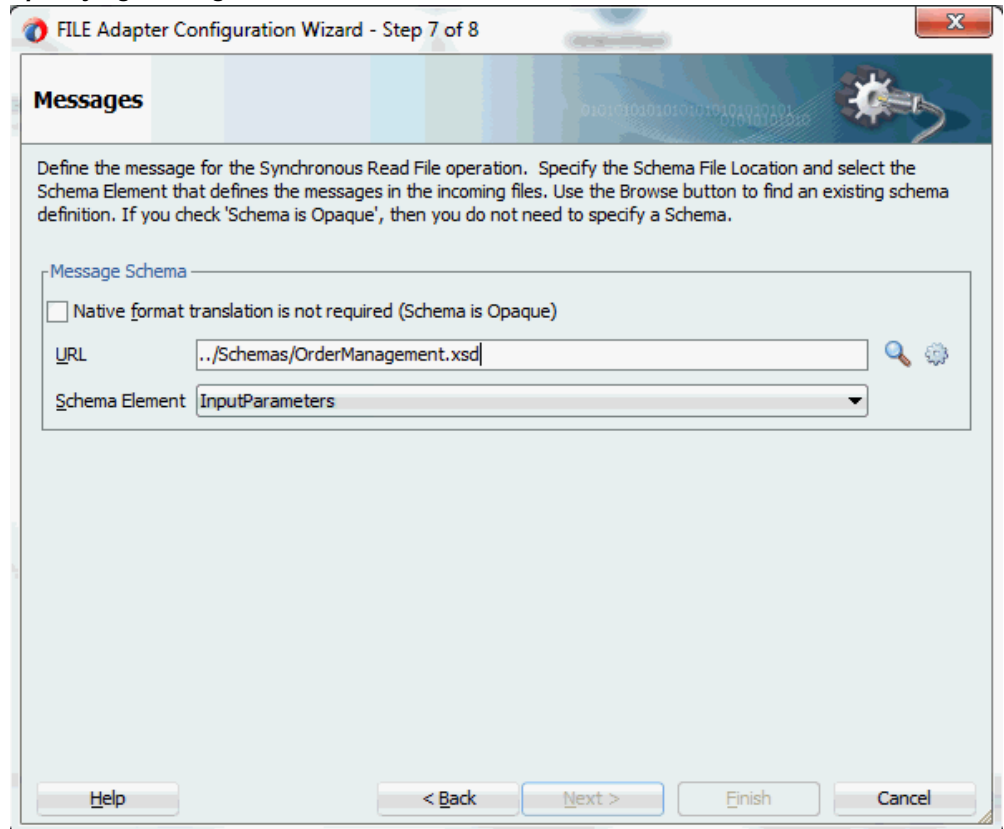 FILE Adapter Configuration Wizard - Step 7 of 8
Messages
Define the message for the Synchronous Read File operation. Specify the Schema File Location and select the
Schema Element that defines the messages in the incoming files. Use the Browse button to find an existing schema
definition. If you check 'Schema is Opaque', then you do not need to specify a Schema.
Message Schema
Native format translation is not required (Schema is Opaque)
URL ../Schemas/OrderManagement.xsd
Schema Element InputParameters
Help < Back Next > Finish Cancel